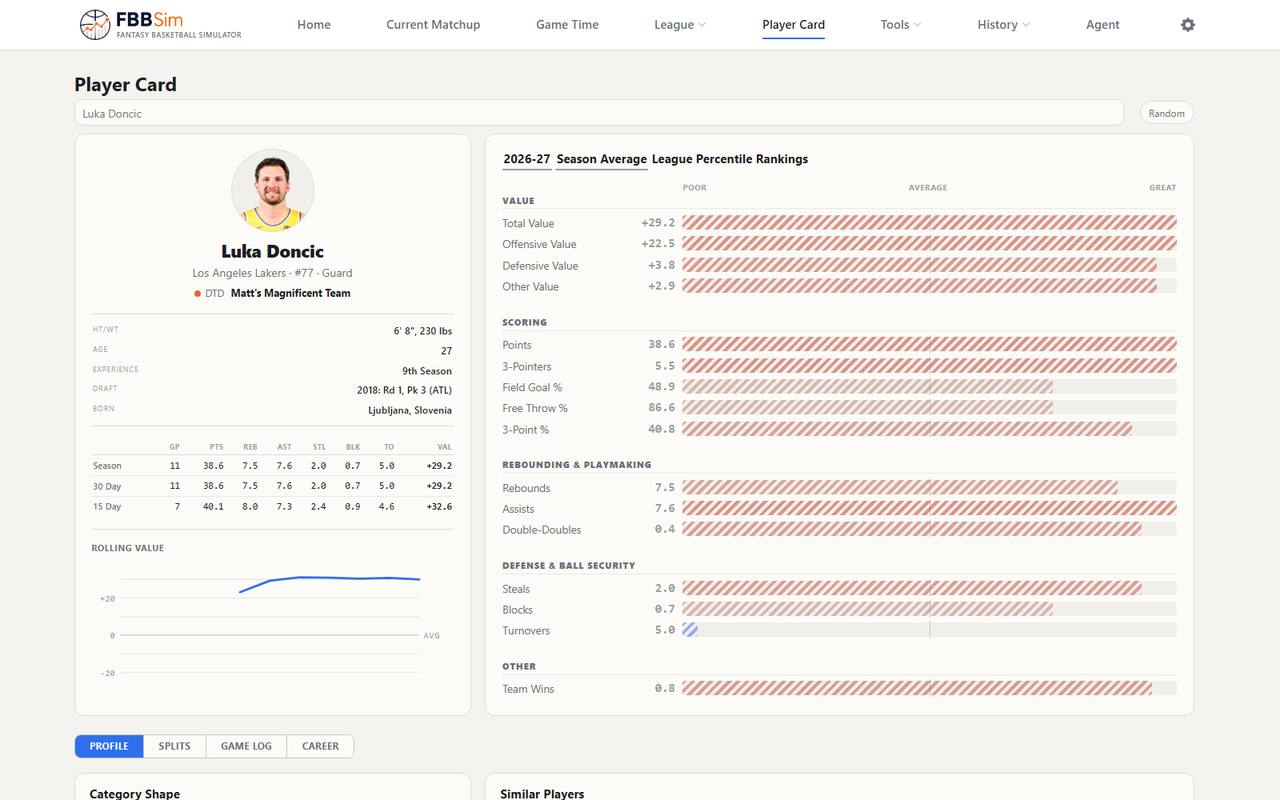 FBBSim
FANTASY BASKETBALL SIMULATOR
Home Current Matchup Game Time League Player Card Tools History Agent
Player Card
Luka Doncic Random
Luka Doncic
Los Angeles Lakers · #77 · Guard
DTD Matt's Magnificent Team
HT/WT 6' 8", 230 lbs
AGE 27
EXPERIENCE 9th Season
DRAFT 2018: Rd 1, Pk 3 (ATL)
BORN Ljubljana, Slovenia
GP PTS REB AST STL BLK TO VAL
Season 11 38.6 7.5 7.6 2.0 0.7 5.0 +29.2
30 Day 11 38.6 7.5 7.6 2.0 0.7 5.0 +29.2
15 Day 7 40.1 8.0 7.3 2.4 0.9 4.6 +32.6
ROLLING VALUE
+20
0 AVG
-20
2026-27 Season Average League Percentile Rankings
POOR AVERAGE GREAT
VALUE
Total Value +29.2
Offensive Value +22.5
Defensive Value +3.8
Other Value +2.9
SCORING
Points 38.6
3-Pointers 5.5
Field Goal % 48.9
Free Throw % 86.6
3-Point % 40.8
REBOUNDING & PLAYMAKING
Rebounds 7.5
Assists 7.6
Double-Doubles 0.4
DEFENSE & BALL SECURITY
Steals 2.0
Blocks 0.7
Turnovers 5.0
OTHER
Team Wins 0.8
PROFILE SPLITS GAME LOG CAREER
Category Shape
Similar Players